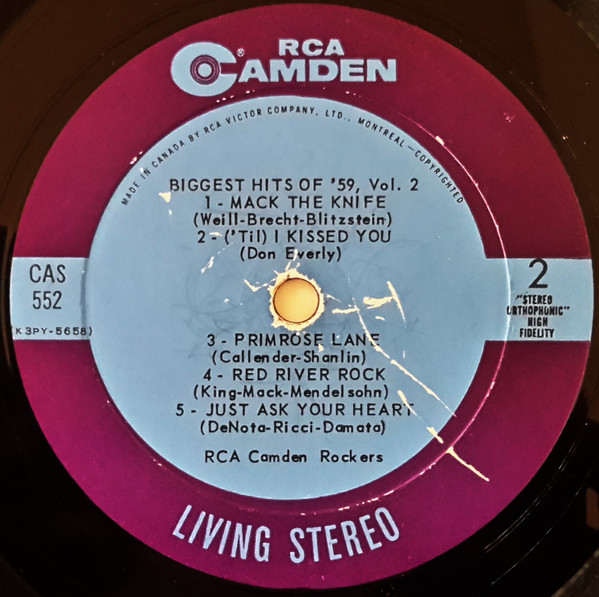 RCA
CAMDEN®
MADE IN CANADA BY RCA VICTOR COMPANY, LTD., MONTREAL—COPYRIGHTED
BIGGEST HITS OF '59, Vol. 2
1 - MACK THE KNIFE
(Weill-Brecht-Blitzstein)
2 - ('Til) I KISSED YOU
(Don Everly)
CAS
552
(K3PY-5658)
2
"STEREO
ORTHOPHONIC"
HIGH
FIDELITY
3 - PRIMROSE LANE
(Callender-Shanlin)
4 - RED RIVER ROCK
(King-Mack-Mendelsohn)
5 - JUST ASK YOUR HEART
(DeNota-Ricci-Damata)
RCA Camden Rockers
LIVING STEREO